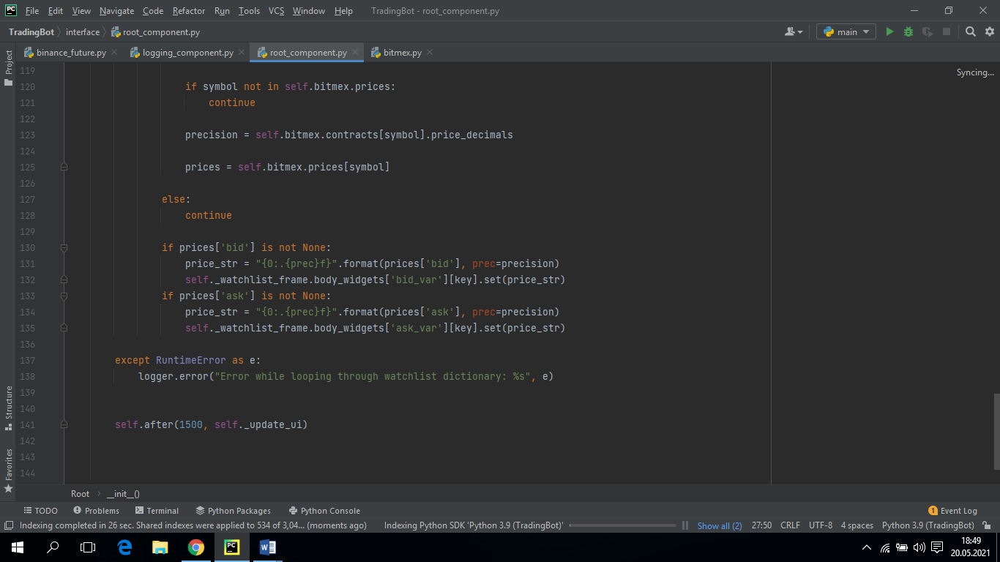 PC File Edit View Navigate Code Refactor Run Tools VCS Window Help TradingBot - root_component.py
TradingBot interface root_component.py main
binance_future.py logging_component.py root_component.py bitmex.py
Project
Syncing...
119
120 if symbol not in self.bitmex.prices:
121 continue
122
123 precision = self.bitmex.contracts[symbol].price_decimals
124
125 prices = self.bitmex.prices[symbol]
126
127 else:
128 continue
129
130 if prices['bid'] is not None:
131 price_str = "{0:.{prec}f}".format(prices['bid'], prec=precision)
132 self._watchlist_frame.body_widgets['bid_var'][key].set(price_str)
133 if prices['ask'] is not None:
134 price_str = "{0:.{prec}f}".format(prices['ask'], prec=precision)
135 self._watchlist_frame.body_widgets['ask_var'][key].set(price_str)
136
137 except RuntimeError as e:
138 logger.error("Error while looping through watchlist dictionary: %s", e)
139
140
141 self.after(1500, self._update_ui)
142
143
144
Structure
Favorites
Root __init__()
TODO Problems Terminal Python Packages Python Console 1 Event Log
Indexing completed in 26 sec. Shared indexes were applied to 534 of 3,04... (moments ago) Indexing Python SDK 'Python 3.9 (TradingBot)' Show all (2) 27:50 CRLF UTF-8 4 spaces Python 3.9 (TradingBot)
PC W 18:49
20.05.2021